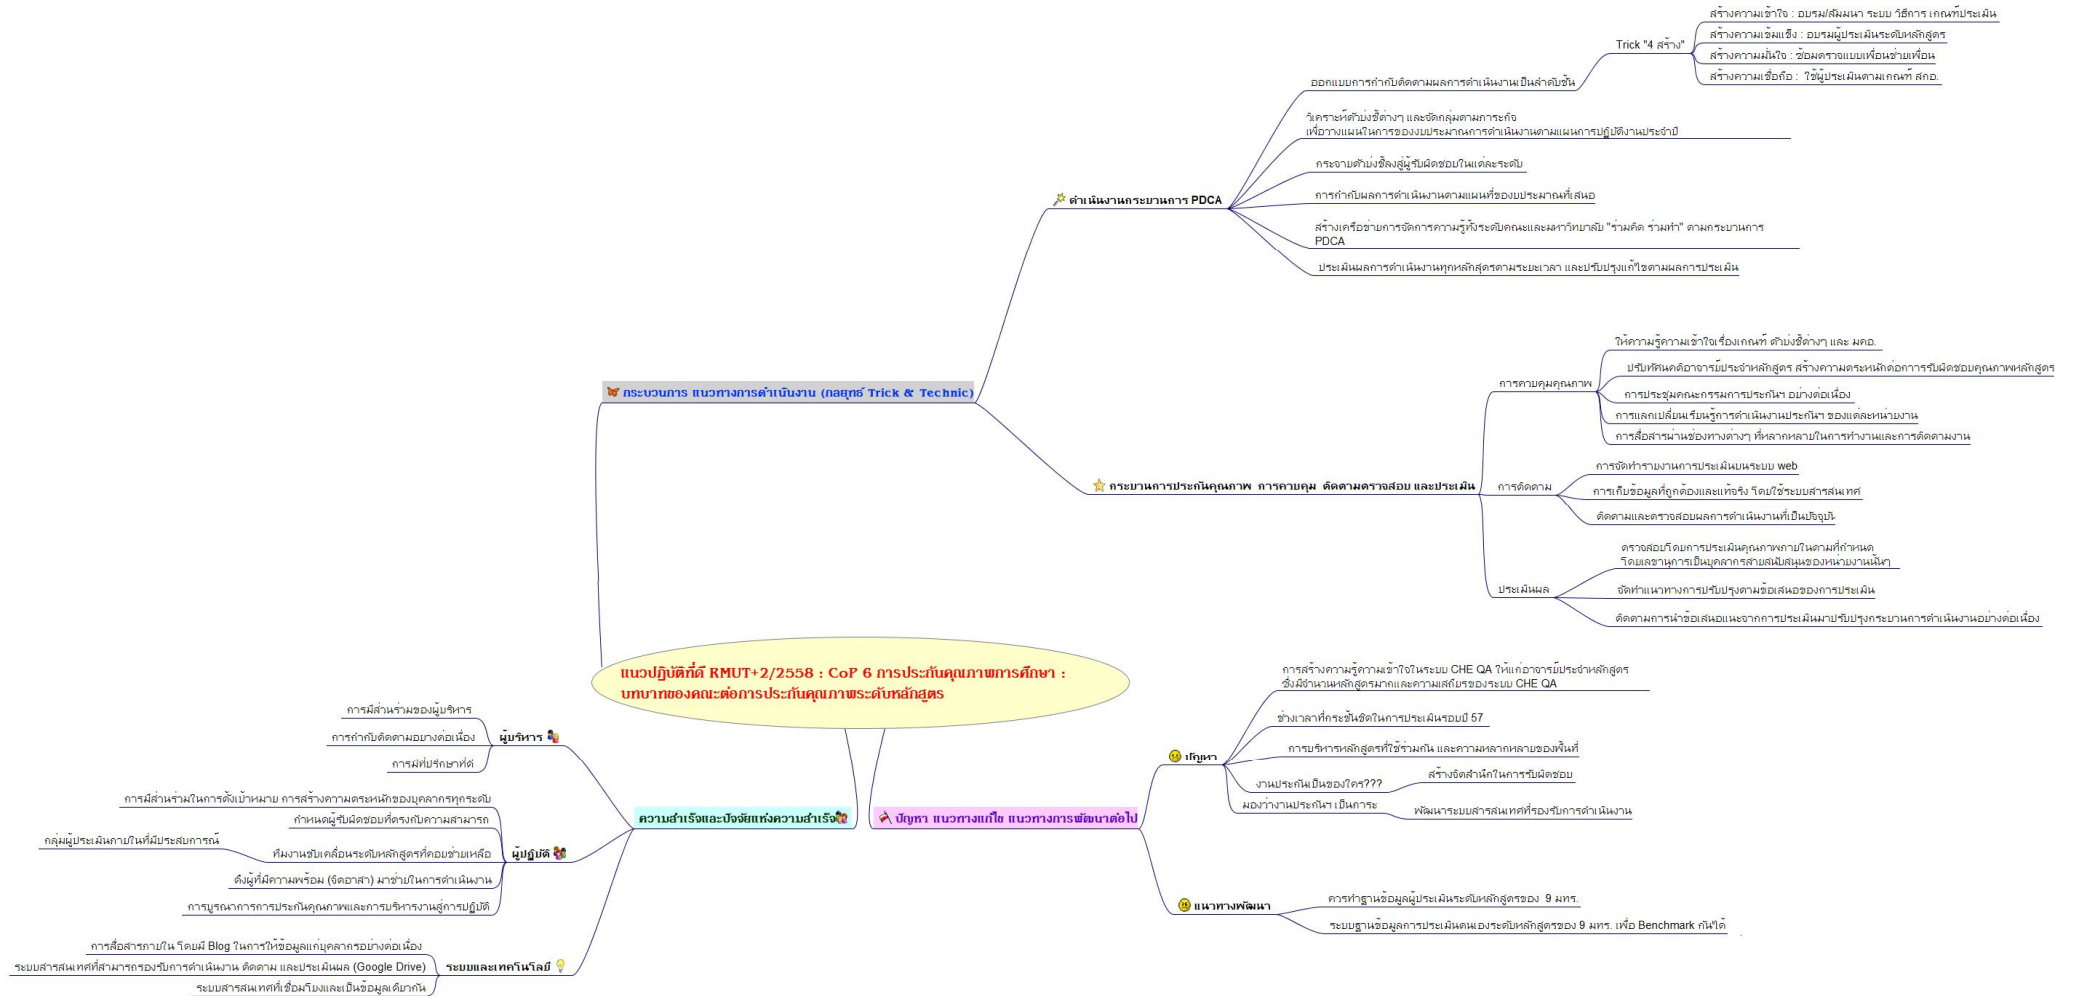 สร้างความเข้าใจ : อบรม/สัมมนา ระบบ วิธีการ เกณฑ์ประเมิน
สร้างความเข้มแข็ง : อบรมผู้ประเมินระดับหลักสูตร
Trick "4 สร้าง"
สร้างความมั่นใจ : ซ้อมตรวจแบบเพื่อนช่วยเพื่อน
สร้างความเชื่อถือ : ใช้ผู้ประเมินตามเกณฑ์ สกอ.
ออกแบบการกำกับติดตามผลการดำเนินงานเป็นลำดับชั้น
วิเคราะห์ตัวบ่งชี้ต่างๆ และจัดกลุ่มตามภาระกิจ
เพื่อวางแผนในการของบประมาณการดำเนินงานตามแผนการปฏิบัติงานประจำปี
กระจายตัวบ่งชี้ลงสู่ผู้รับผิดชอบในแต่ละระดับ
ดำเนินงานกระบวนการ PDCA
การกำกับผลการดำเนินงานตามแผนที่ของบประมาณที่เสนอ
สร้างเครือข่ายการจัดการความรู้ทั้งระดับคณะและมหาวิทยาลัย "ร่วมคิด ร่วมทำ" ตามกระบวนการ
PDCA
ประเมินผลการดำเนินงานทุกหลักสูตรตามระยะเวลา และปรับปรุงแก้ไขตามผลการประเมิน
กระบวนการ แนวทางการดำเนินงาน (กลยุทธ์ Trick & Technic)
กระบวนการประกันคุณภาพ การควบคุม ติดตามตรวจสอบ และประเมิน
การควบคุมคุณภาพ
ให้ความรู้ความเข้าใจเรื่องเกณฑ์ ตัวบ่งชี้ต่างๆ และ มคอ.
ปรับทัศนคติอาจารย์ประจำหลักสูตร สร้างความตระหนักต่อการรับผิดชอบคุณภาพหลักสูตร
การประชุมคณะกรรมการประกันฯ อย่างต่อเนื่อง
การแลกเปลี่ยนเรียนรู้การดำเนินงานประกันฯ ของแต่ละหน่วยงาน
การสื่อสารผ่านช่องทางต่างๆ ที่หลากหลายในการทำงานและการติดตามงาน
การติดตาม
การจัดทำรายงานการประเมินบนระบบ web
การเก็บข้อมูลที่ถูกต้องและแท้จริง โดยใช้ระบบสารสนเทศ
ติดตามและตรวจสอบผลการดำเนินงานที่เป็นปัจจุบัน
ประเมินผล
ตรวจสอบโดยการประเมินคุณภาพภายในตามที่กำหนด
โดยเลขานุการเป็นบุคลากรสายสนับสนุนของหน่วยงานนั้นๆ
จัดทำแนวทางการปรับปรุงตามข้อเสนอของการประเมิน
ติดตามการนำข้อเสนอแนะจากการประเมินมาปรับปรุงกระบวนการดำเนินงานอย่างต่อเนื่อง
แนวปฏิบัติที่ดี RMUT+2/2558 : CoP 6 การประกันคุณภาพการศึกษา :
บทบาทของคณะต่อการประกันคุณภาพระดับหลักสูตร
ปัญหา แนวทางแก้ไข แนวทางการพัฒนาต่อไป
ปัญหา
การสร้างความรู้ความเข้าใจในระบบ CHE QA ให้แก่อาจารย์ประจำหลักสูตร
ซึ่งมีจำนวนหลักสูตรมากและความเสถียรของระบบ CHE QA
ช่วงเวลาที่กระชั้นชิดในการประเมินรอบปี 57
การบริหารหลักสูตรที่ใช้ร่วมกัน และความหลากหลายของพื้นที่
งานประกันเป็นของใคร???
สร้างจิตสำนึกในการรับผิดชอบ
มองว่างานประกันฯ เป็นภาระ
พัฒนาระบบสารสนเทศที่รองรับการดำเนินงาน
แนวทางพัฒนา
ควรทำฐานข้อมูลผู้ประเมินระดับหลักสูตรของ 9 มทร.
ระบบฐานข้อมูลการประเมินตนเองระดับหลักสูตรของ 9 มทร. เพื่อ Benchmark กันได้
ความสำเร็จและปัจจัยแห่งความสำเร็จ
ผู้บริหาร
การมีส่วนร่วมของผู้บริหาร
การกำกับติดตามอย่างต่อเนื่อง
การมีที่ปรึกษาที่ดี
ผู้ปฏิบัติ
การมีส่วนร่วมในการตั้งเป้าหมาย การสร้างความตระหนักของบุคลากรทุกระดับ
กำหนดผู้รับผิดชอบที่ตรงกับความสามารถ
กลุ่มผู้ประเมินภายในที่มีประสบการณ์
ทีมงานขับเคลื่อนระดับหลักสูตรที่คอยช่วยเหลือ
ดึงผู้ที่มีความพร้อม (จิตอาสา) มาช่วยในการดำเนินงาน
การบูรณาการการประกันคุณภาพและการบริหารงานสู่การปฏิบัติ
ระบบและเทคโนโลยี
การสื่อสารภายใน โดยมี Blog ในการให้ข้อมูลแก่บุคลากรอย่างต่อเนื่อง
ระบบสารสนเทศที่สามารถรองรับการดำเนินงาน ติดตาม และประเมินผล (Google Drive)
ระบบสารสนเทศที่เชื่อมโยงและเป็นข้อมูลเดียวกัน